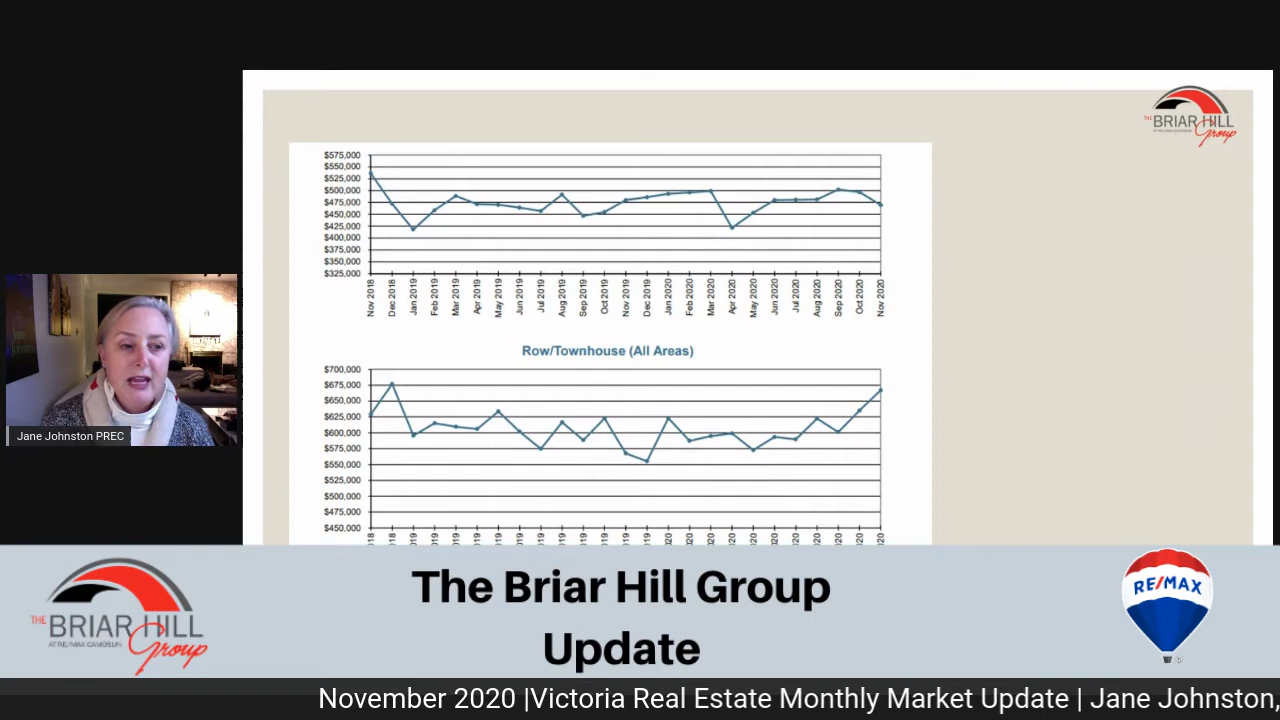 THE
BRIAR HILL
Group
$575,000
$550,000
$525,000
$500,000
$475,000
$450,000
$425,000
$400,000
$375,000
$350,000
$325,000
Nov 2018
Dec 2018
Jan 2019
Feb 2019
Mar 2019
Apr 2019
May 2019
Jun 2019
Jul 2019
Aug 2019
Sep 2019
Oct 2019
Nov 2019
Dec 2019
Jan 2020
Feb 2020
Mar 2020
Apr 2020
May 2020
Jun 2020
Jul 2020
Aug 2020
Sep 2020
Oct 2020
Nov 2020
Row/Townhouse (All Areas)
$700,000
$675,000
$650,000
$625,000
$600,000
$575,000
$550,000
$525,000
$500,000
$475,000
$450,000
Jane Johnston PREC
THE
BRIAR HILL
AT RE/MAX CAMOSUN
Group
The Briar Hill Group
Update
RE/MAX
November 2020 |Victoria Real Estate Monthly Market Update | Jane Johnston,